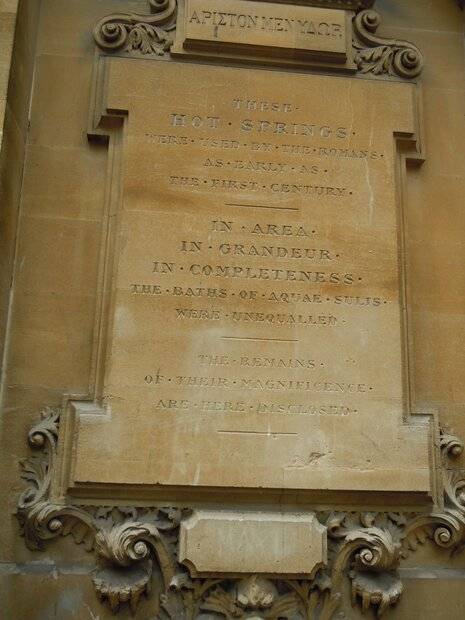 ΑΡΙΣΤΟΝ ΜΕΝ ΥΔΩΡ
THESE·
HOT·SPRINGS·
WERE·USED·BY·THE·ROMANS·
AS·EARLY·AS·
THE·FIRST·CENTURY·
IN·AREA·
IN·GRANDEUR·
IN·COMPLETENESS·
THE·BATHS·OF·AQUAE·SULIS·
WERE·UNEQUALLED·
THE·REMAINS·
OF·THEIR·MAGNIFICENCE·
ARE·HERE·DISCLOSED·